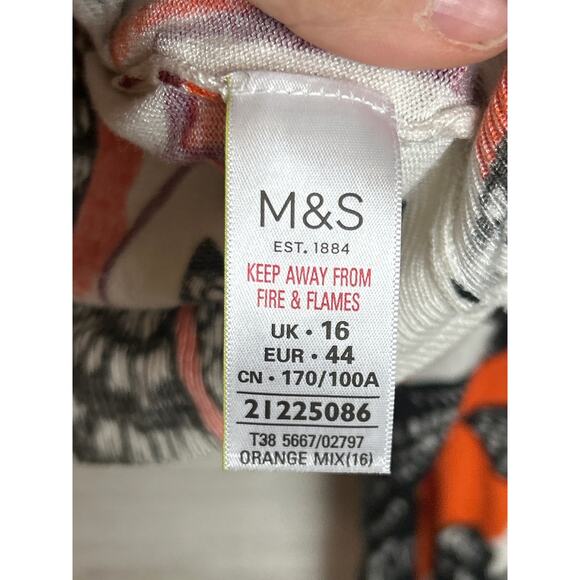 M&S
EST. 1884
KEEP AWAY FROM
FIRE & FLAMES
UK • 16
EUR • 44
CN • 170/100A
21225086
T38 5667/02797
ORANGE MIX(16)